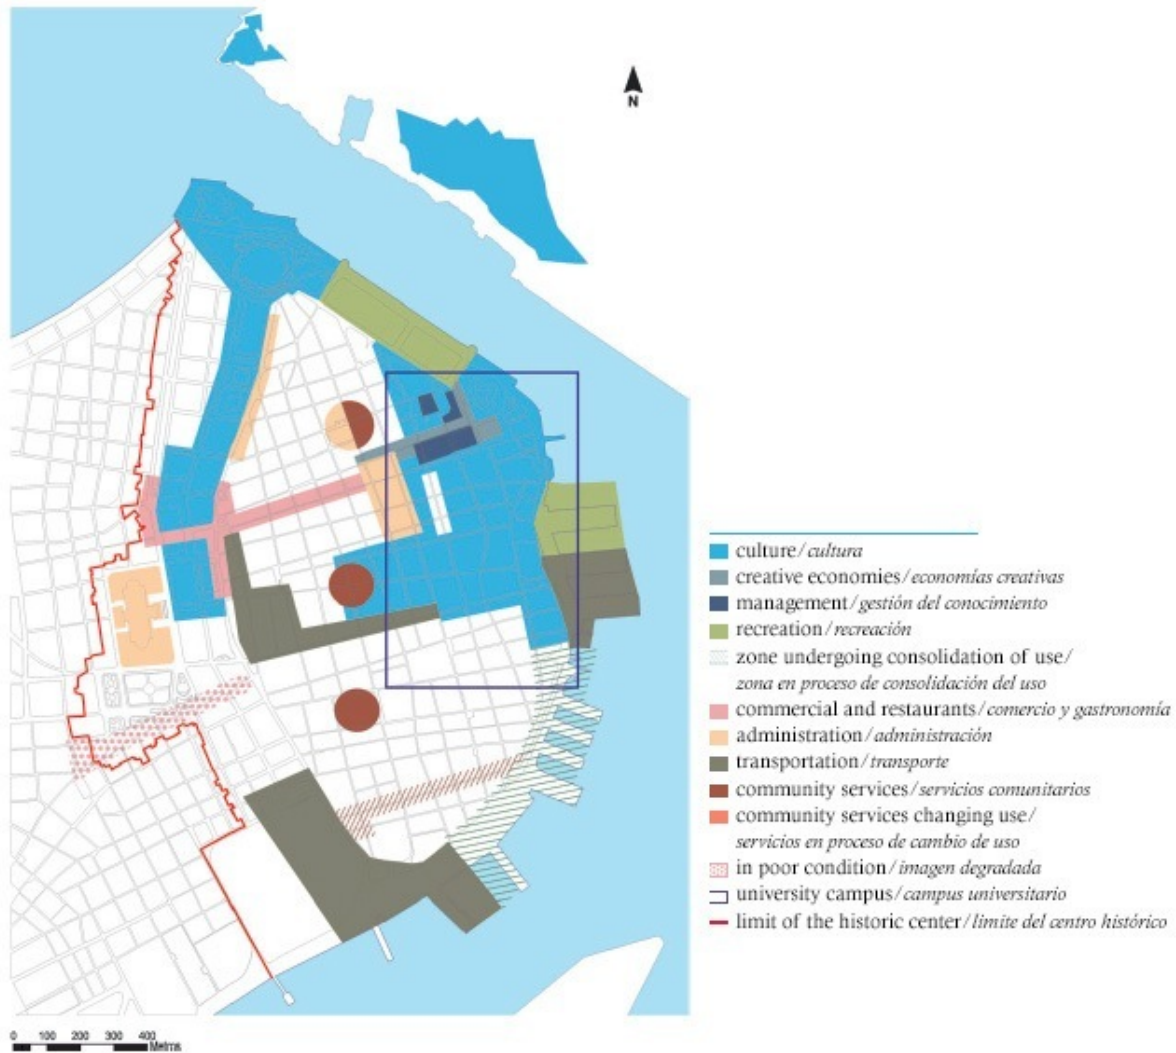 N
culture/cultura
creative economies/economías creativas
management/gestión del conocimiento
recreation/recreación
zone undergoing consolidation of use/
zona en proceso de consolidación del uso
commercial and restaurants/comercio y gastronomía
administration/administración
transportation/transporte
community services/servicios comunitarios
community services changing use/
servicios en proceso de cambio de uso
in poor condition/imagen degradada
university campus/campus universitario
limit of the historic center/limite del centro histórico
0 100 200 300 400
Metros